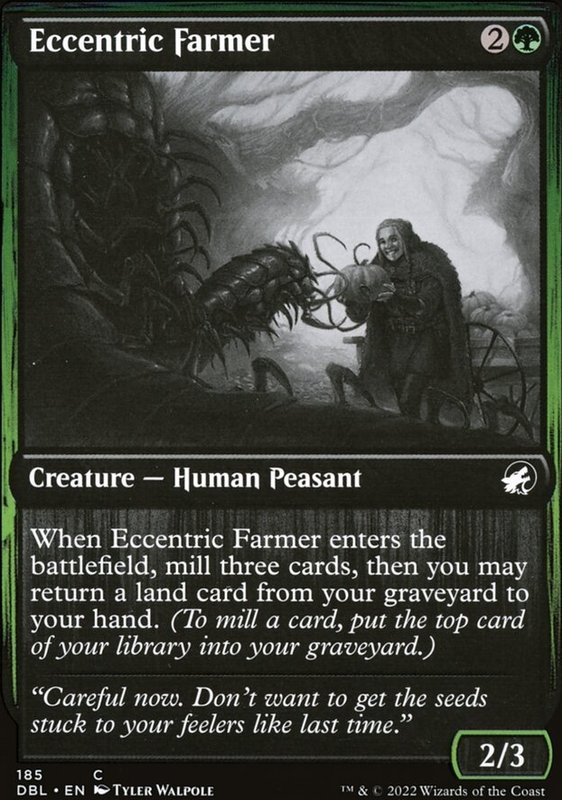 Eccentric Farmer 2
Creature — Human Peasant
When Eccentric Farmer enters the
battlefield, mill three cards, then you may
return a land card from your graveyard to
your hand. (To mill a card, put the top card
of your library into your graveyard.)
“Careful now. Don’t want to get the seeds
stuck to your feelers like last time.”
2/3
185 C
DBL • EN Tyler Walpole ™ & © 2022 Wizards of the Coast